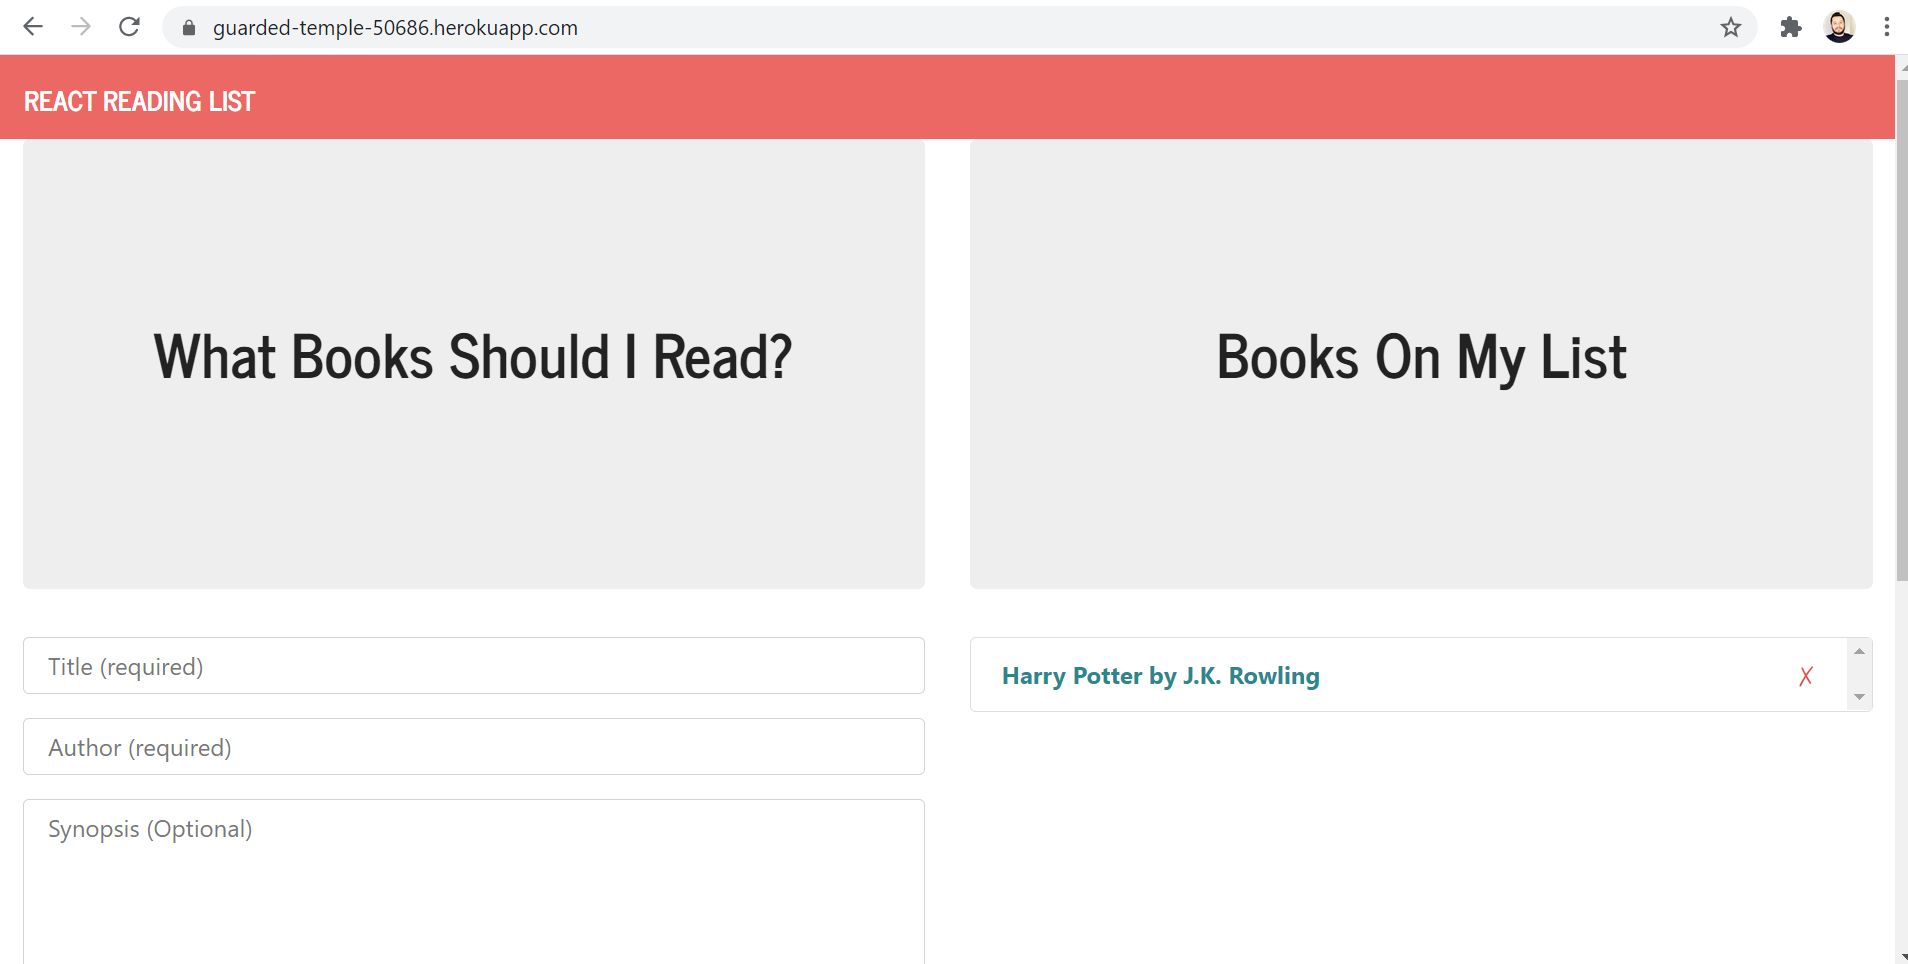 guarded-temple-50686.herokuapp.com
REACT READING LIST
What Books Should I Read?
Books On My List
Title (required)
Harry Potter by J.K. Rowling
X
Author (required)
Synopsis (Optional)